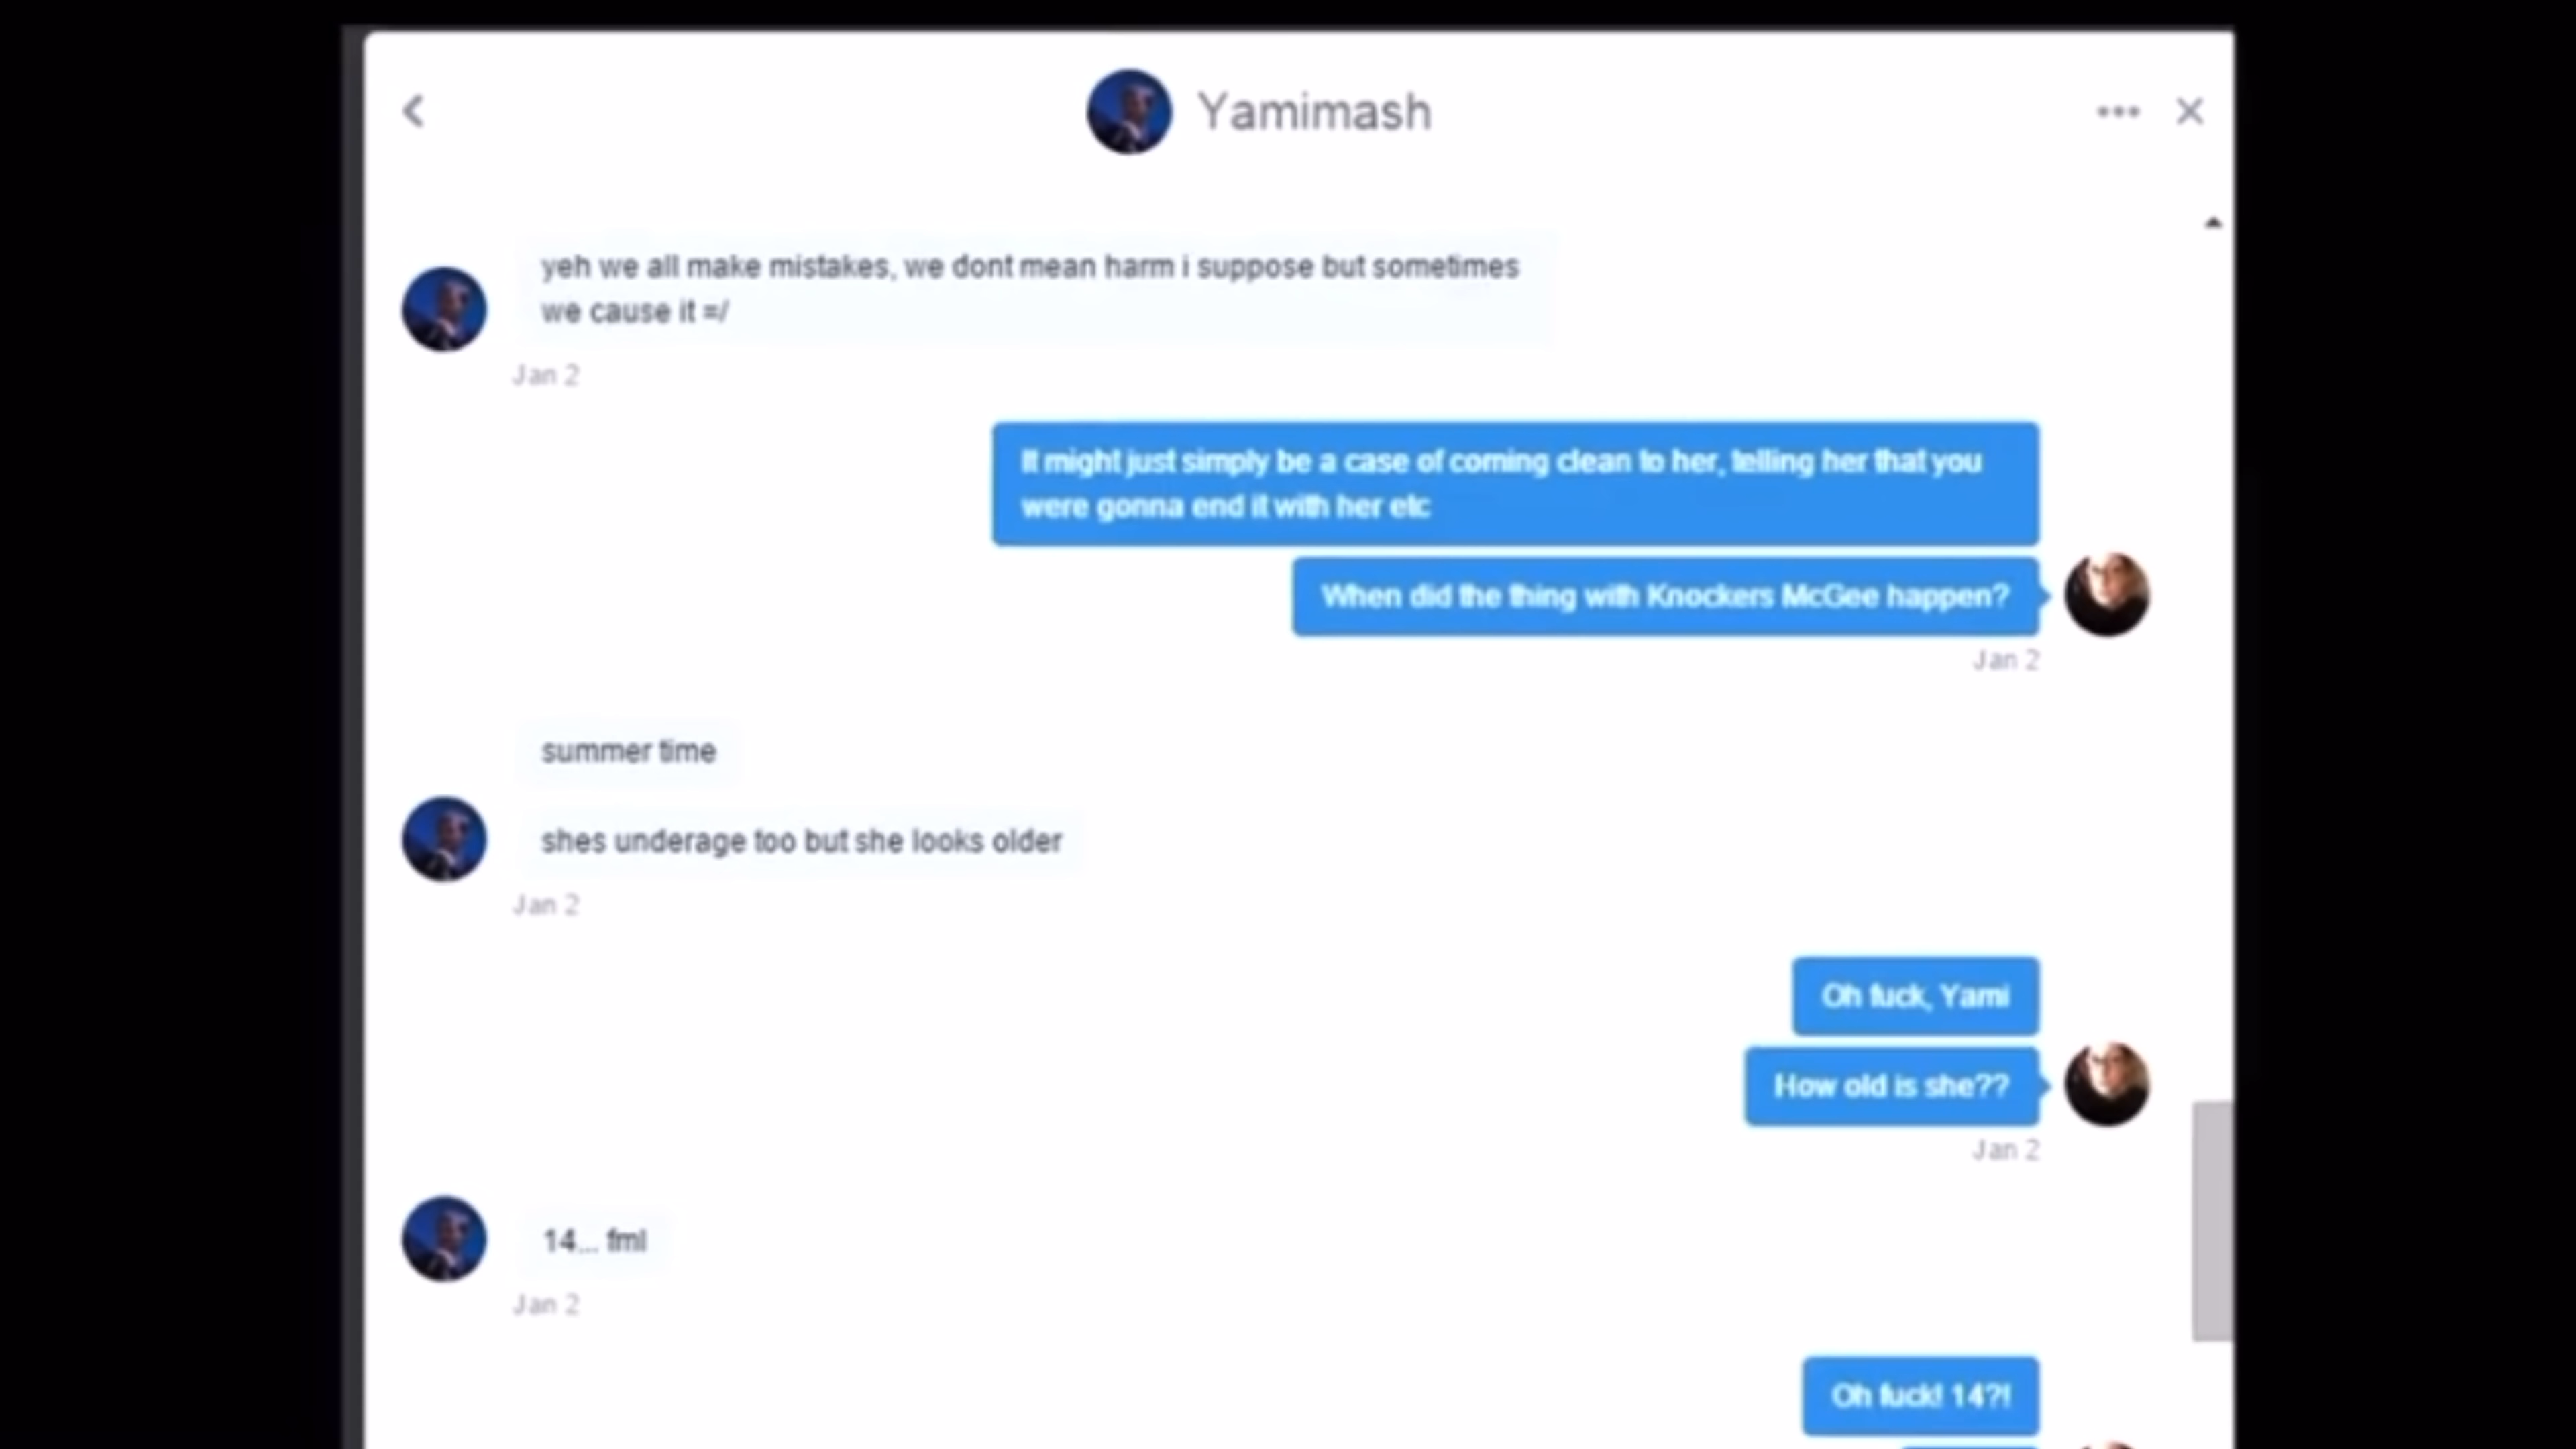 Yamimash
yeh we all make mistakes, we dont mean harm i suppose but sometimes
we cause it =/
Jan 2
It might just simply be a case of coming clean to her, telling her that you
were gonna end it with her etc
When did the thing with Knockers McGee happen?
Jan 2
summer time
shes underage too but she looks older
Jan 2
Oh fuck, Yami
How old is she??
Jan 2
14... fml
Jan 2
Oh fuck! 14?!